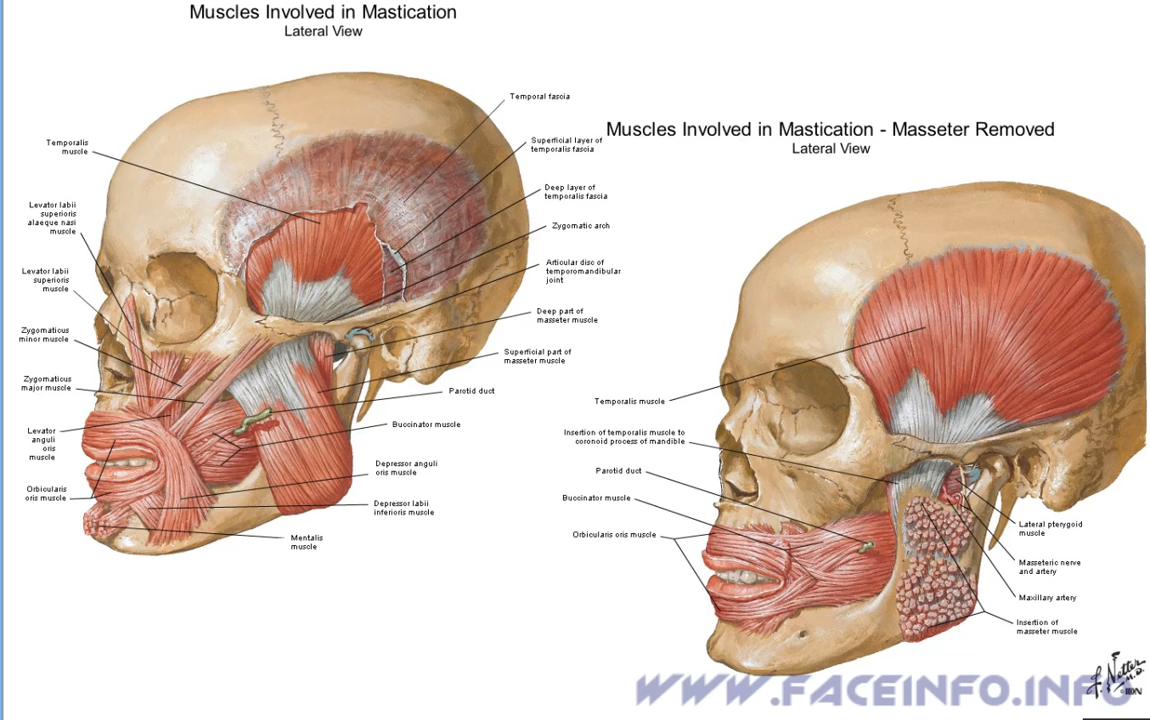 Muscles Involved in Mastication
Lateral View
Temporal fascia
Superficial layer of
temporalis fascia
Temporalis
muscle
Deep layer of
temporalis fascia
Levator labii
superioris
alaeque nasi
muscle
Zygomatic arch
Articular disc of
temporomandibular
joint
Levator labii
superioris
muscle
Deep part of
masseter muscle
Zygomaticus
minor muscle
Superficial part of
masseter muscle
Zygomaticus
major muscle
Parotid duct
Buccinator muscle
Levator
anguli
oris
muscle
Depressor anguli
oris muscle
Orbicularis
oris muscle
Depressor labii
inferioris muscle
Mentalis
muscle
Muscles Involved in Mastication - Masseter Removed
Lateral View
Temporalis muscle
Insertion of temporalis muscle to
coronoid process of mandible
Parotid duct
Buccinator muscle
Orbicularis oris muscle
Lateral pterygoid
muscle
Masseteric nerve
and artery
Maxillary artery
Insertion of
masseter muscle
F. Netter
M.D.
©ION
WWW.FACEINFO.INFO